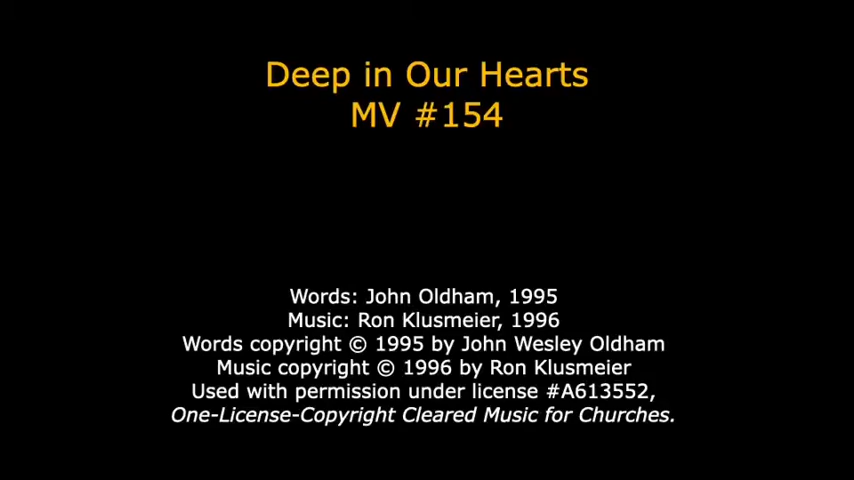 Deep in Our Hearts
MV #154
Words: John Oldham, 1995
Music: Ron Klusmeier, 1996
Words copyright © 1995 by John Wesley Oldham
Music copyright © 1996 by Ron Klusmeier
Used with permission under license #A613552,
One-License-Copyright Cleared Music for Churches.